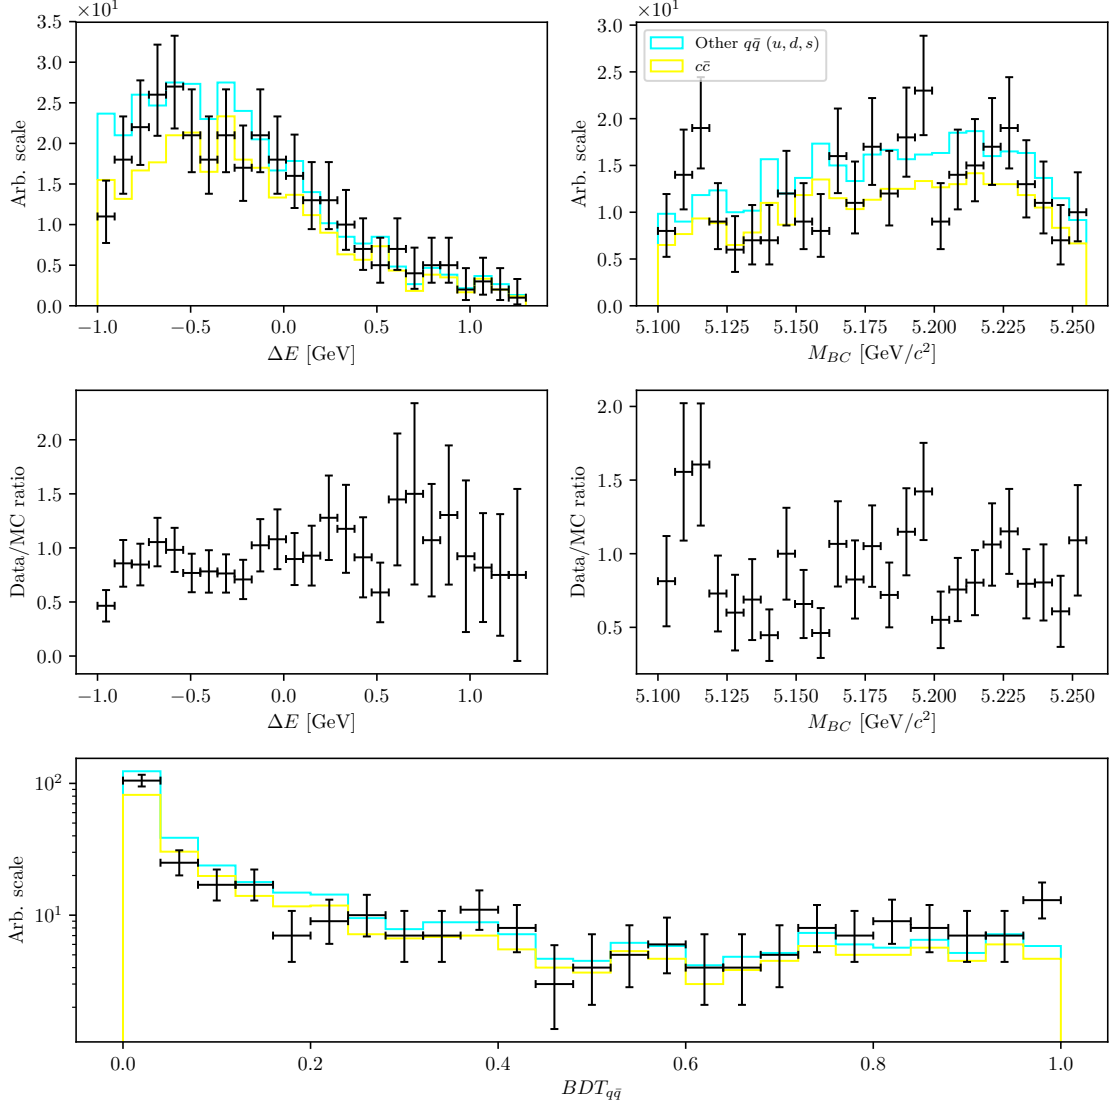 ×10¹ ×10¹
3.5 3.0
3.0 2.5
2.5 2.0
2.0 1.5
1.5 1.0
1.0 0.5
0.5 0.0
0.0
Arb. scale Arb. scale
Other qq̄ (u, d, s)
cc̄
−1.0 −0.5 0.0 0.5 1.0 5.100 5.125 5.150 5.175 5.200 5.225 5.250
ΔE [GeV] M_{BC} [GeV/c²]
2.0 2.0
1.5 1.5
1.0 1.0
0.5 0.5
0.0
Data/MC ratio Data/MC ratio
−1.0 −0.5 0.0 0.5 1.0 5.100 5.125 5.150 5.175 5.200 5.225 5.250
ΔE [GeV] M_{BC} [GeV/c²]
10²
10¹
Arb. scale
0.0 0.2 0.4 0.6 0.8 1.0
BDT_{qq̄}